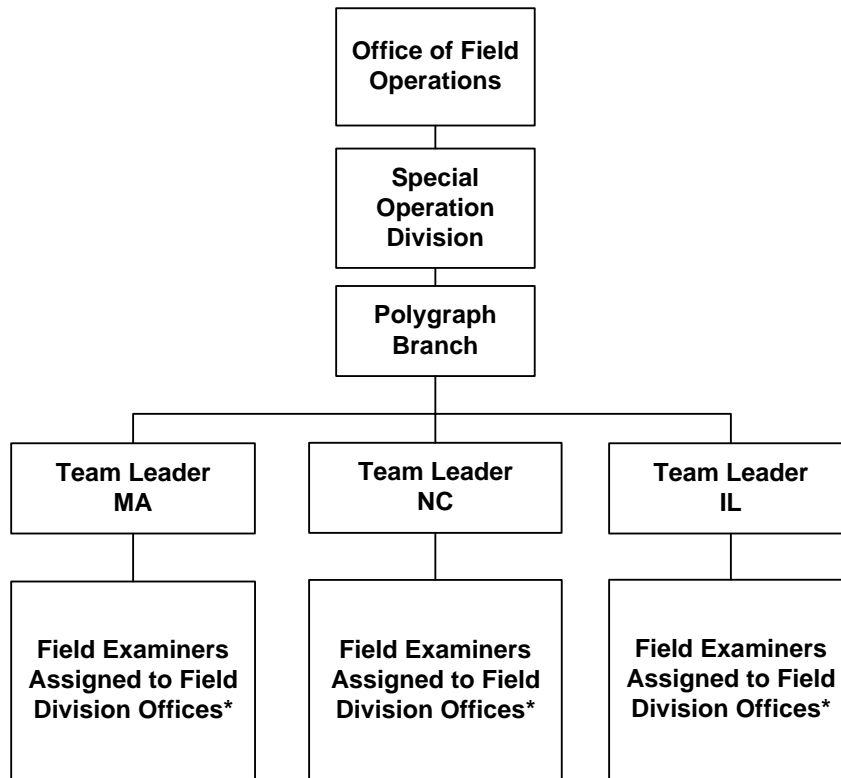 Office of Field
Operations
Special
Operation
Division
Polygraph
Branch
Team Leader
MA
Team Leader
NC
Team Leader
IL
Field Examiners
Assigned to Field
Division Offices*
Field Examiners
Assigned to Field
Division Offices*
Field Examiners
Assigned to Field
Division Offices*